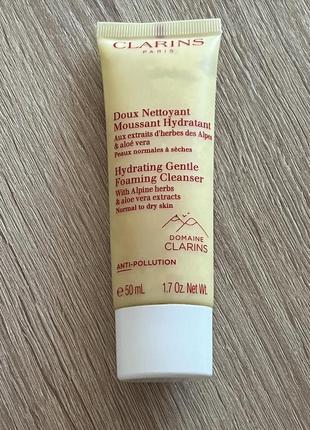 CLARINS
PARIS
Doux Nettoyant
Moussant Hydratant
Aux extraits d'herbes des Alpes
& aloé vera
Peaux normales à sèches
Hydrating Gentle
Foaming Cleanser
With Alpine herbs
& aloe vera extracts
Normal to dry skin
DOMAINE
CLARINS
ANTI-POLLUTION
e 50 mL 1.7 Oz. Net Wt.